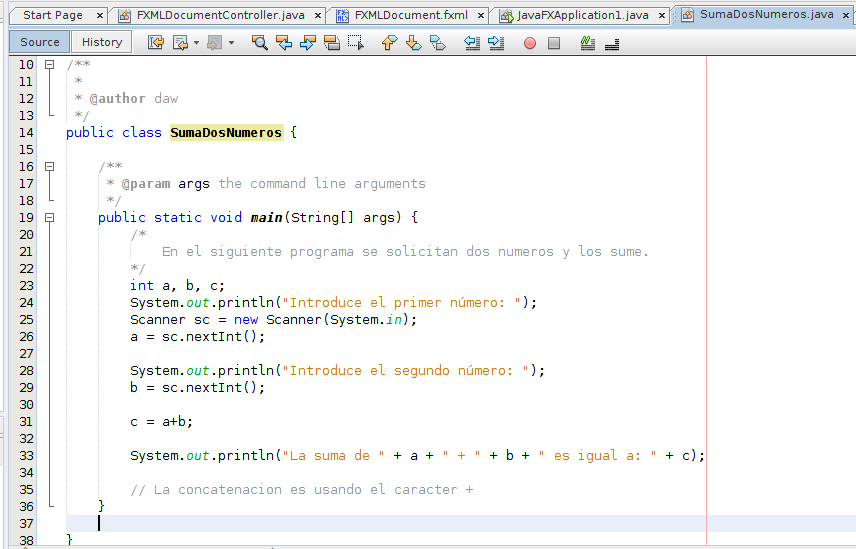 Start Page FXMLDocumentController.java FXMLDocument.fxml JavaFXApplication1.java SumaDosNumeros.java
Source History
10 /**
11 *
12 * @author daw
13 */
14 public class SumaDosNumeros {
15
16 /**
17 * @param args the command line arguments
18 */
19 public static void main(String[] args) {
20 /*
21 En el siguiente programa se solicitan dos numeros y los sume.
22 */
23 int a, b, c;
24 System.out.println("Introduce el primer número: ");
25 Scanner sc = new Scanner(System.in);
26 a = sc.nextInt();
27
28 System.out.println("Introduce el segundo número: ");
29 b = sc.nextInt();
30
31 c = a+b;
32
33 System.out.println("La suma de " + a + " + " + b + " es igual a: " + c);
34
35 // La concatenacion es usando el caracter +
36 }
37
38 }